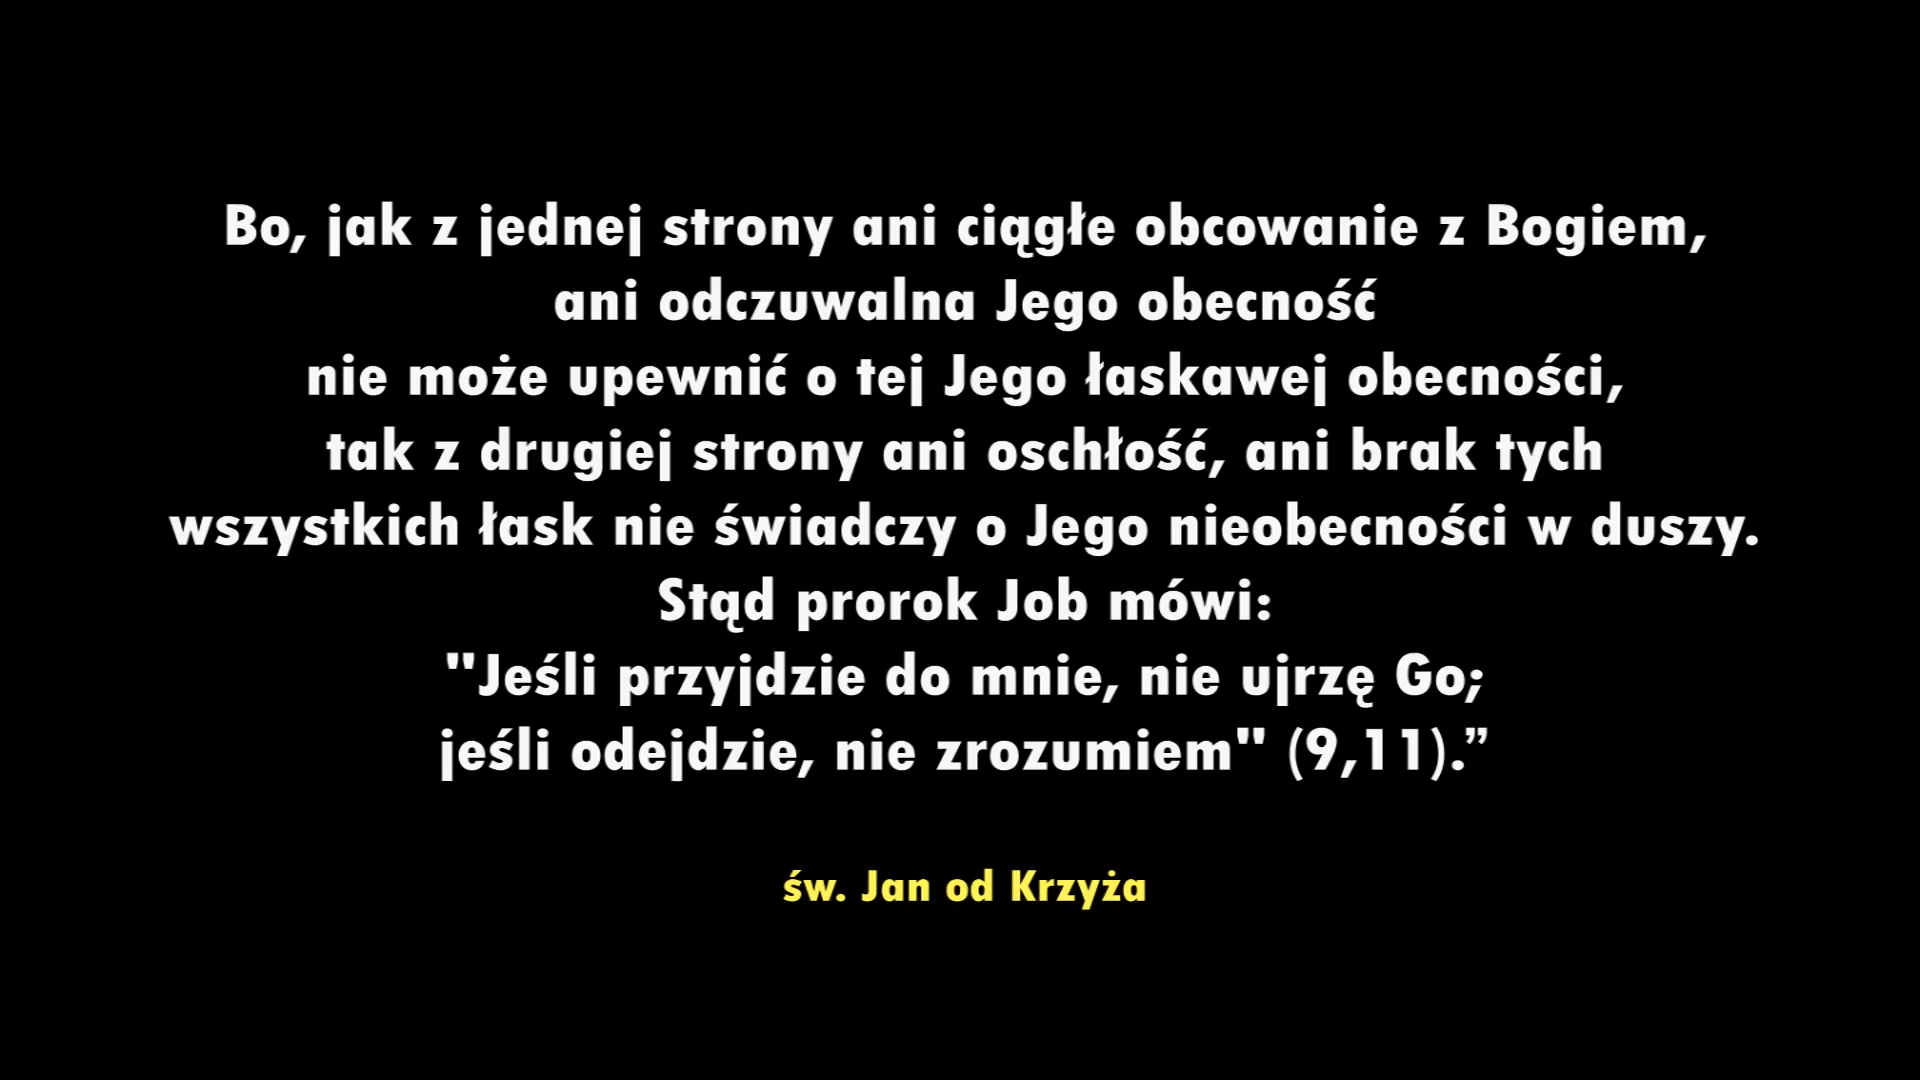 Bo, jak z jednej strony ani ciągłe obcowanie z Bogiem,
ani odczuwalna Jego obecność
nie może upewnić o tej Jego łaskawej obecności,
tak z drugiej strony ani oschłość, ani brak tych
wszystkich łask nie świadczy o Jego nieobecności w duszy.
Stąd prorok Job mówi:
"Jeśli przyjdzie do mnie, nie ujrzę Go;
jeśli odejdzie, nie zrozumiem" (9,11).”
św. Jan od Krzyża